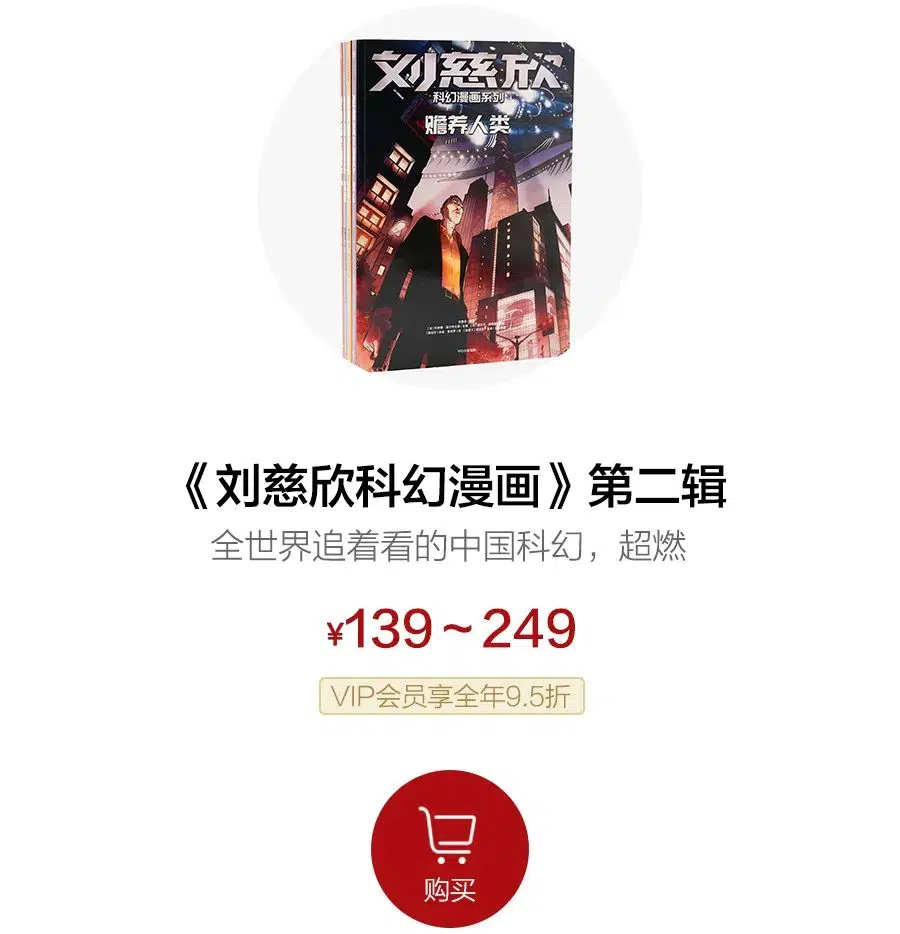 刘慈欣
科幻漫画系列
赡养人类
《刘慈欣科幻漫画》第二辑
全世界追着看的中国科幻，超燃
¥139~249
VIP会员享全年9.5折
购买